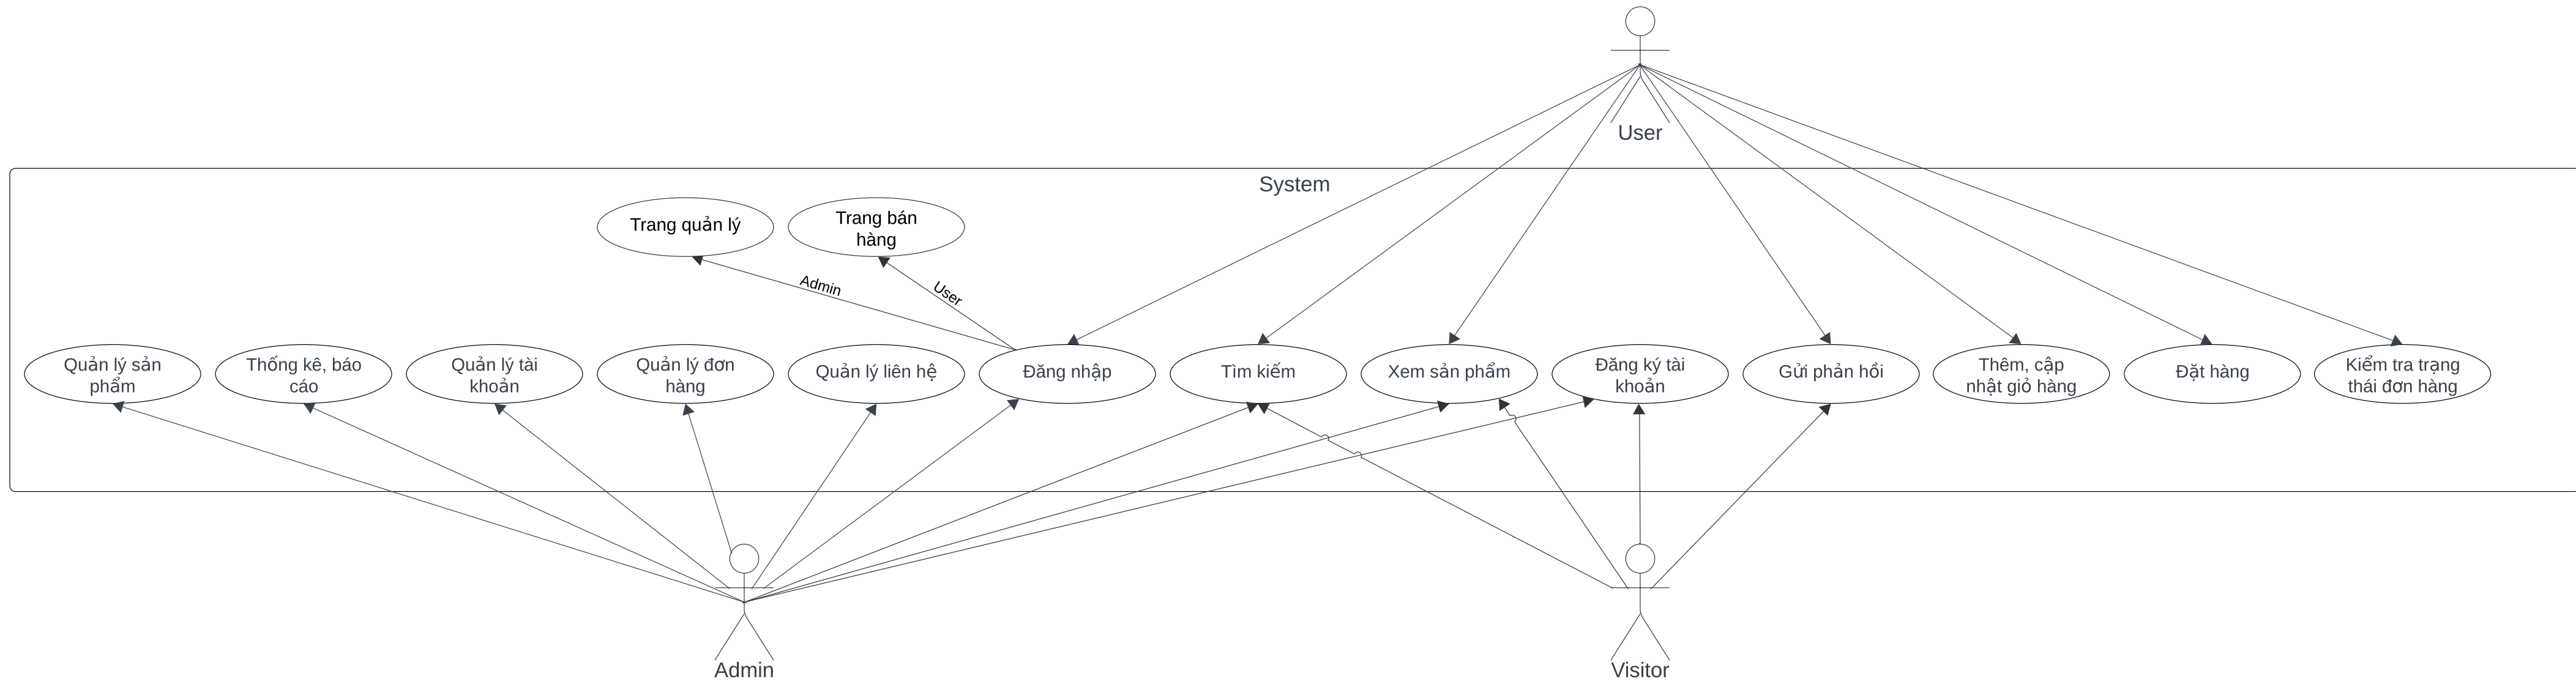 User
System
Trang quản lý
Trang bán
hàng
Admin
User
Quản lý sản
phẩm
Thống kê, báo
cáo
Quản lý tài
khoản
Quản lý đơn
hàng
Quản lý liên hệ
Đăng nhập
Tìm kiếm
Xem sản phẩm
Đăng ký tài
khoản
Gửi phản hồi
Thêm, cập
nhật giỏ hàng
Đặt hàng
Kiểm tra trạng
thái đơn hàng
Admin
Visitor